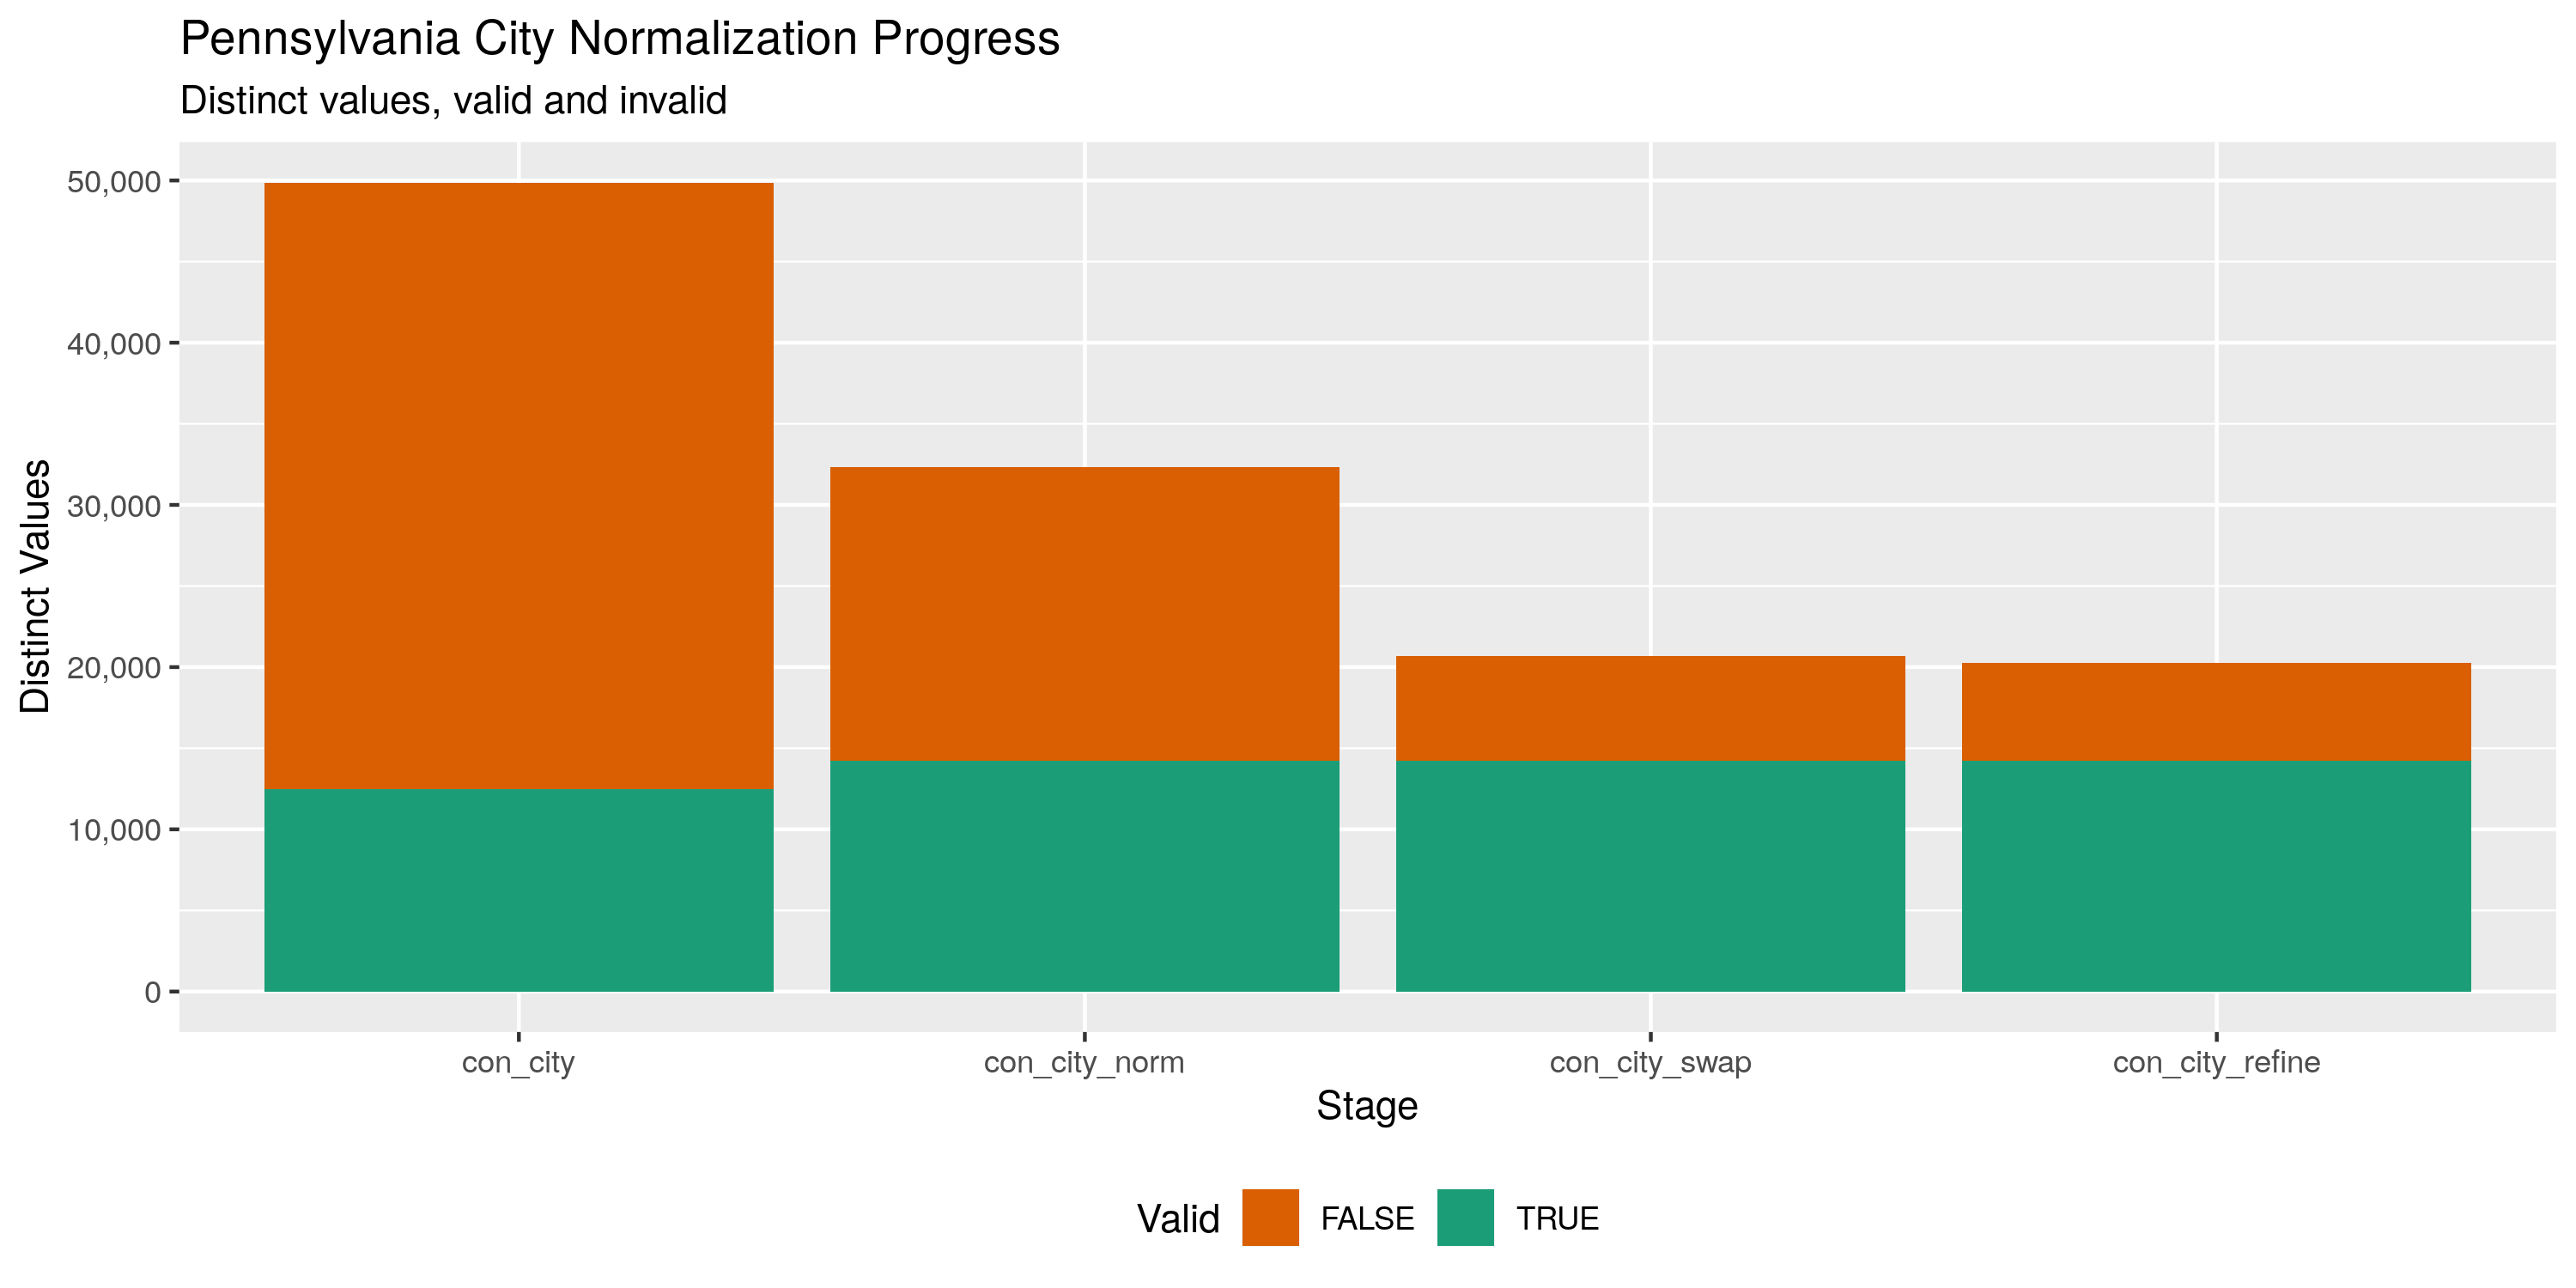 Pennsylvania City Normalization Progress
Distinct values, valid and invalid
Distinct Values
50,000
40,000
30,000
20,000
10,000
0
con_city con_city_norm con_city_swap con_city_refine
Stage
Valid FALSE TRUE